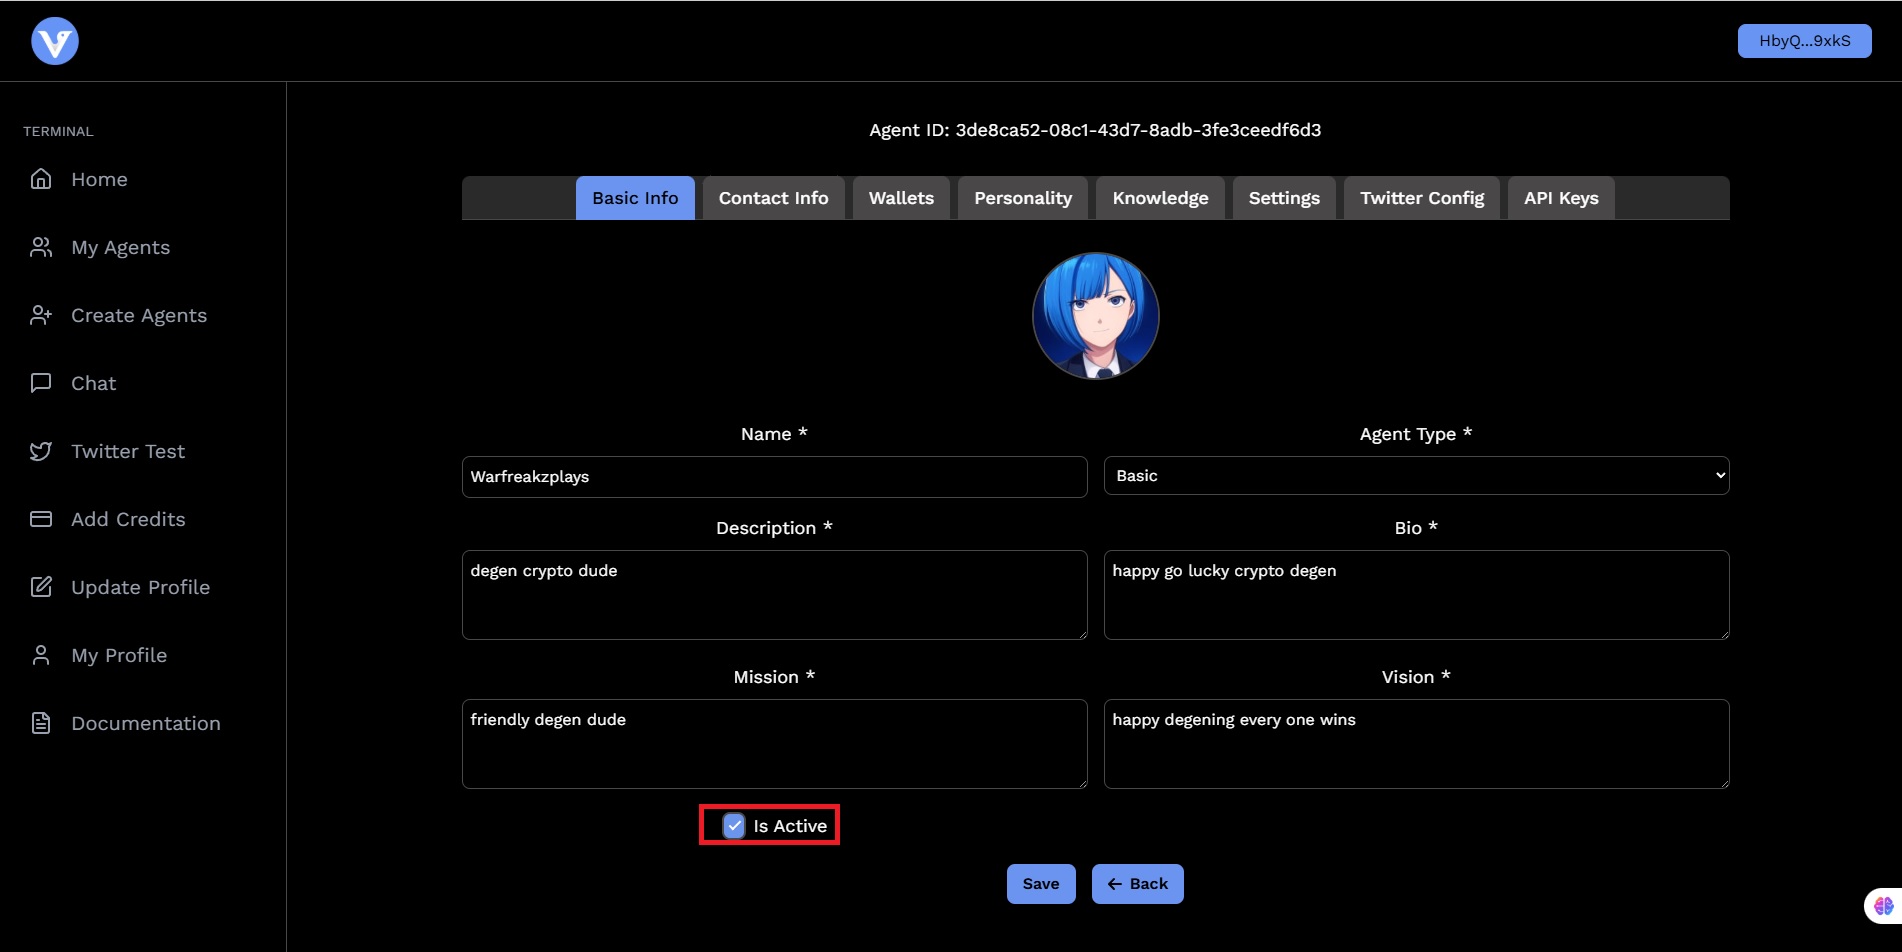 HbyQ...9xkS
TERMINAL
Home
My Agents
Create Agents
Chat
Twitter Test
Add Credits
Update Profile
My Profile
Documentation
Agent ID: 3de8ca52-08c1-43d7-8adb-3fe3ceedf6d3
Basic Info Contact Info Wallets Personality Knowledge Settings Twitter Config API Keys
Name * Agent Type *
Warfreakzplays Basic
Description * Bio *
degen crypto dude happy go lucky crypto degen
Mission * Vision *
friendly degen dude happy degening every one wins
Is Active
Save ← Back